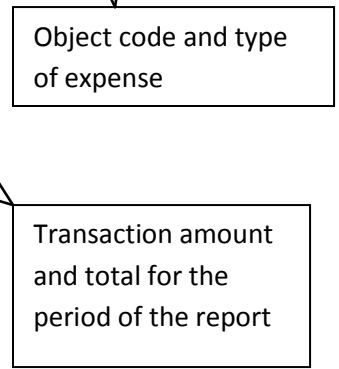 Object code and type
of expense
Transaction amount
and total for the
period of the report